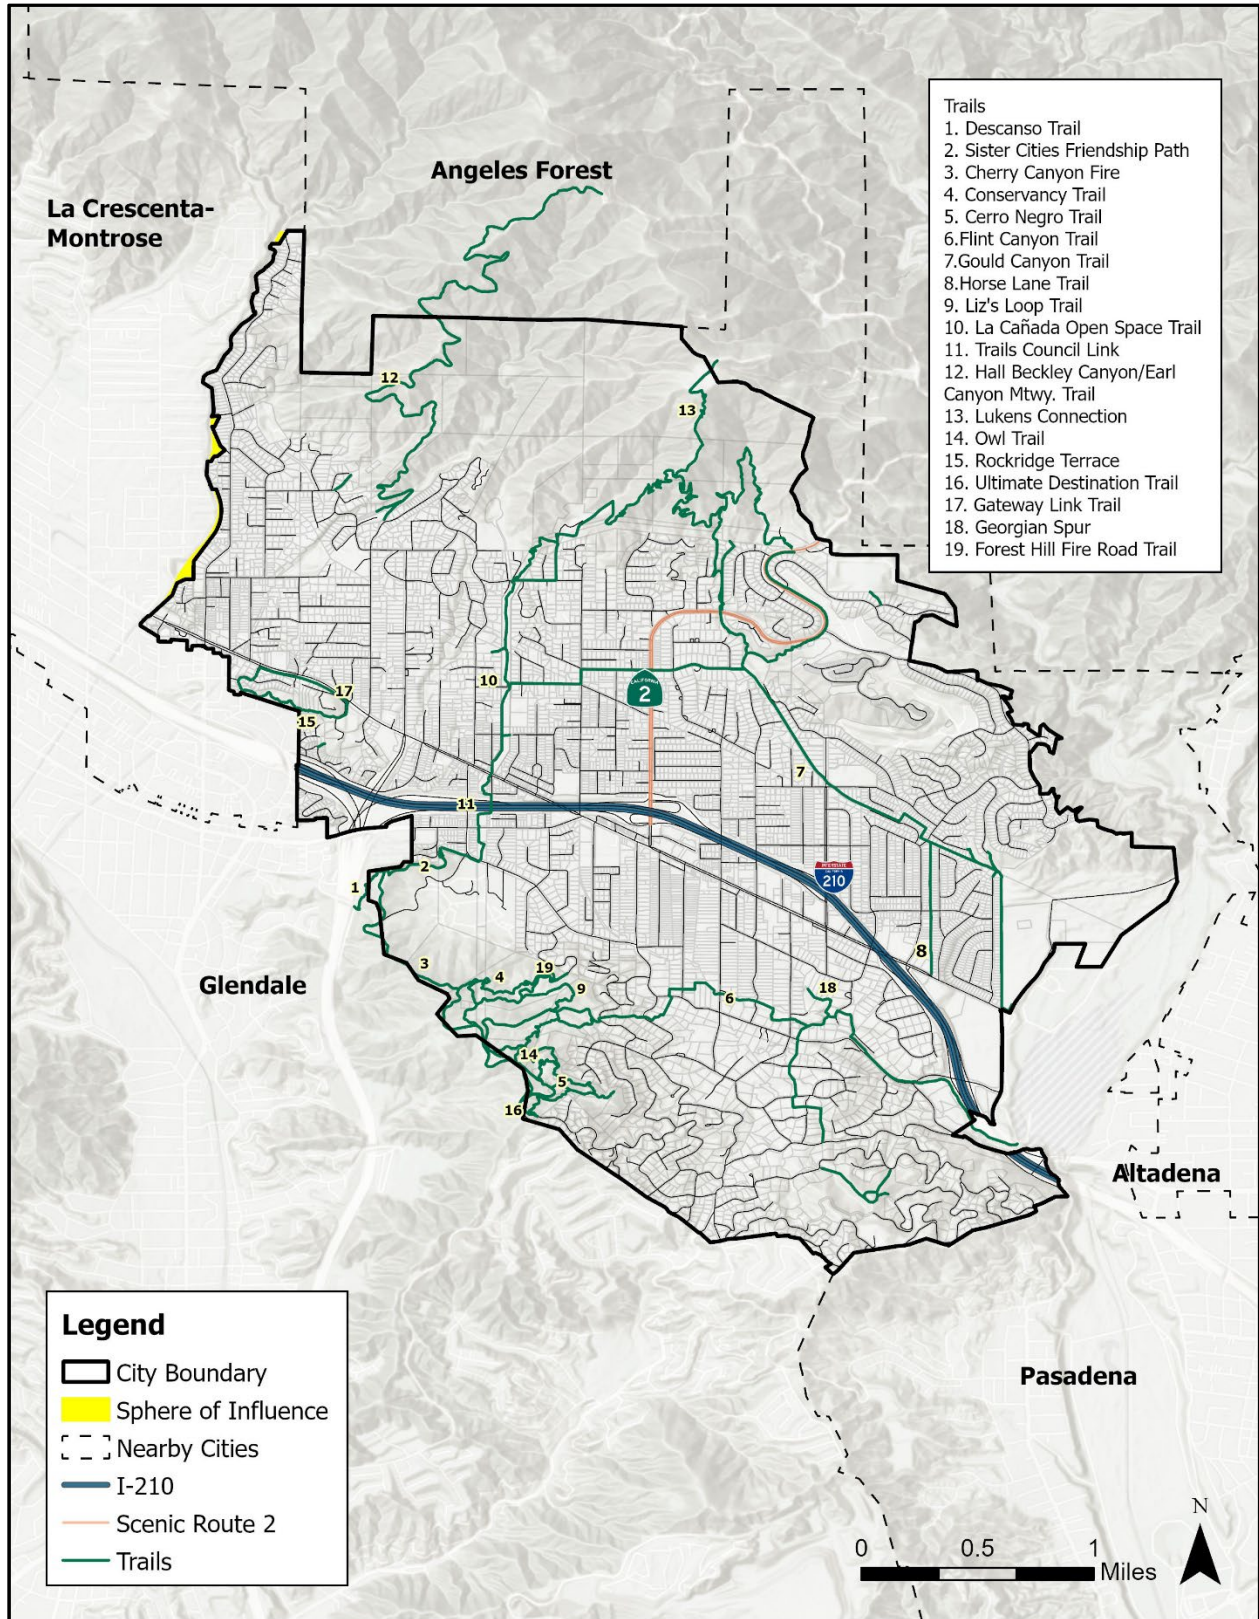 Trails
1. Descanso Trail
2. Sister Cities Friendship Path
3. Cherry Canyon Fire
4. Conservancy Trail
5. Cerro Negro Trail
6.Flint Canyon Trail
7.Gould Canyon Trail
8.Horse Lane Trail
9. Liz's Loop Trail
10. La Cañada Open Space Trail
11. Trails Council Link
12. Hall Beckley Canyon/Earl
Canyon Mtwy. Trail
13. Lukens Connection
14. Owl Trail
15. Rockridge Terrace
16. Ultimate Destination Trail
17. Gateway Link Trail
18. Georgian Spur
19. Forest Hill Fire Road Trail
Angeles Forest
La Crescenta-
Montrose
12
13
10
CALIFORNIA
2
17
15
7
11
2
INTERSTATE
CALIFORNIA
210
1
8
3
4
19
9
18
6
Glendale
14
5
16
Altadena
Pasadena
Legend
City Boundary
Sphere of Influence
Nearby Cities
I-210
Scenic Route 2
Trails
N
0 0.5 1
Miles